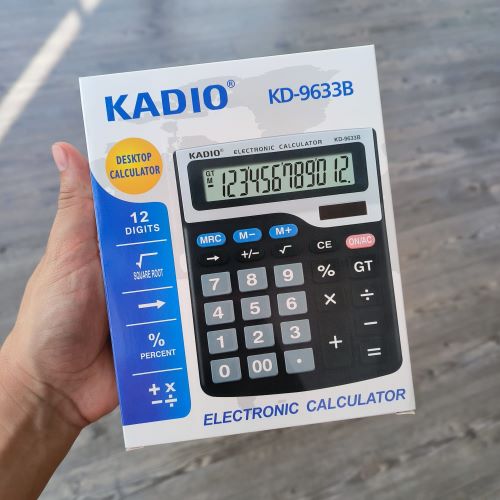 KADIO®
KD-9633B
DESKTOP
CALCULATOR
12
DIGITS
√
SQUARE ROOT
→
%
PERCENT
+ ×
- ÷
KADIO® ELECTRONIC CALCULATOR KD-9633B
GT
M
123456789012.
MRC M− M+
→ +/− √ CE ON/AC
7 8 9 % GT
4 5 6 × ÷
1 2 3 + −
0 00 · =
ELECTRONIC CALCULATOR